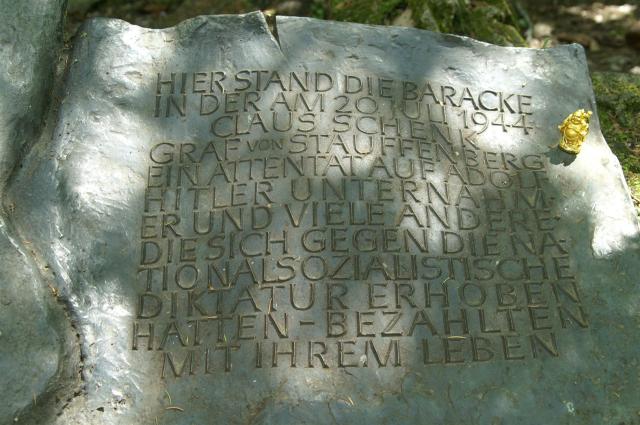 HIER STAND DIE BARACKE
IN DER AM 20. JULI 1944
CLAUS SCHENK
GRAF VON STAUFFENBERG
EIN ATTENTAT AUF ADOLF
HITLER UNTERNAHM.
ER UND VIELE ANDERE
DIE SICH GEGEN DIE NA-
TIONALSOZIALISTISCHE
DIKTATUR ERHOBEN
HATTEN - BEZAHLTEN
MIT IHREM LEBEN